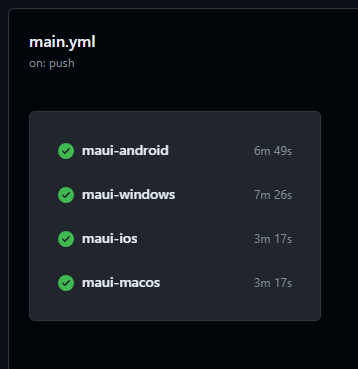 main.yml
on: push
maui-android 6m 49s
maui-windows 7m 26s
maui-ios 3m 17s
maui-macos 3m 17s